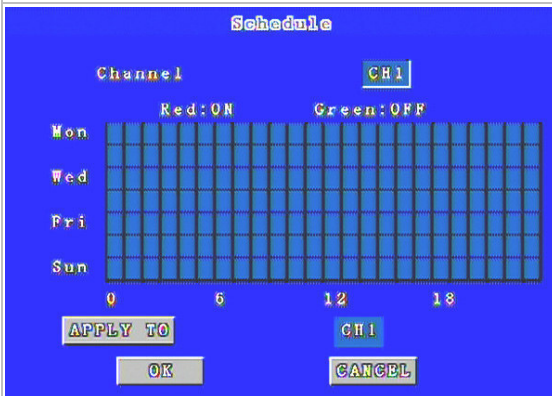 Schedule
Channel CH1
Red:ON Green:OFF
Mon
Wed
Fri
Sun
0 6 12 18
APPLY TO CH1
OK CANCEL